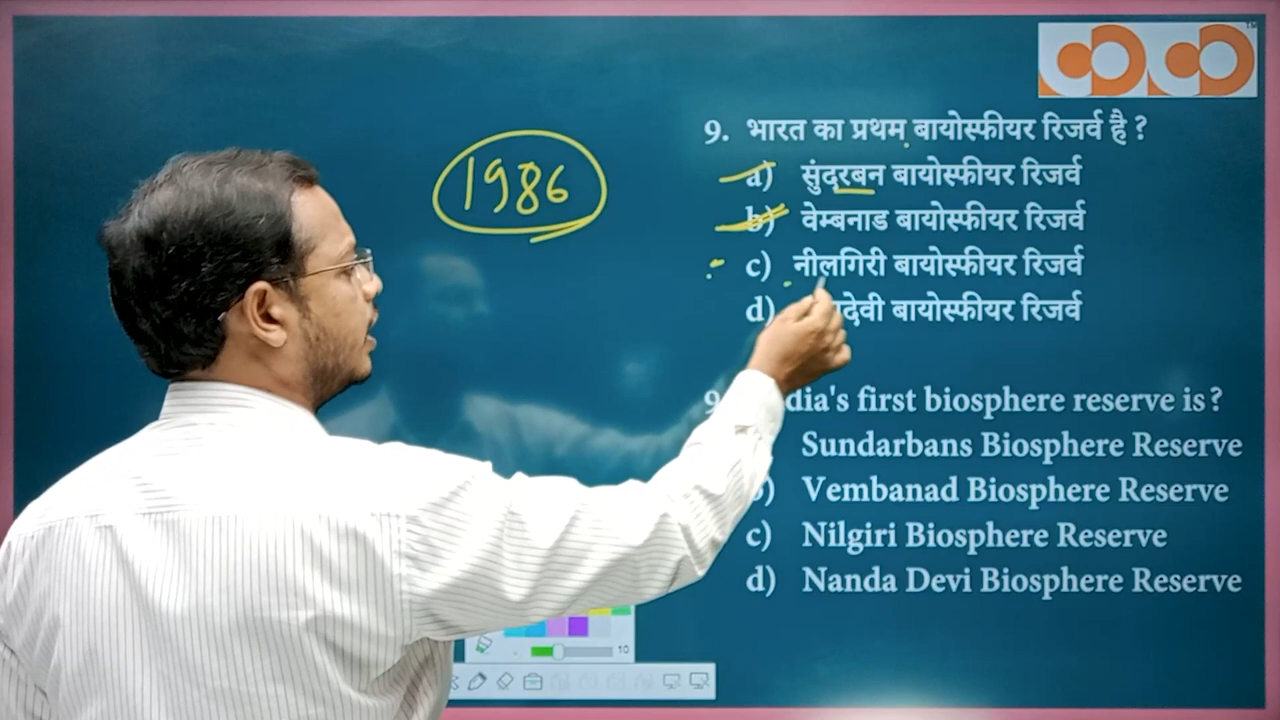 1986
9. भारत का प्रथम बायोस्फीयर रिजर्व है ?
a) सुंदरबन बायोस्फीयर रिजर्व
b) वेम्बनाड बायोस्फीयर रिजर्व
c) नीलगिरी बायोस्फीयर रिजर्व
d) बायोस्फीयर रिजर्व
9 first biosphere reserve is ?
Sundarbans Biosphere Reserve
Vembanad Biosphere Reserve
c) Nilgiri Biosphere Reserve
d) Nanda Devi Biosphere Reserve
10